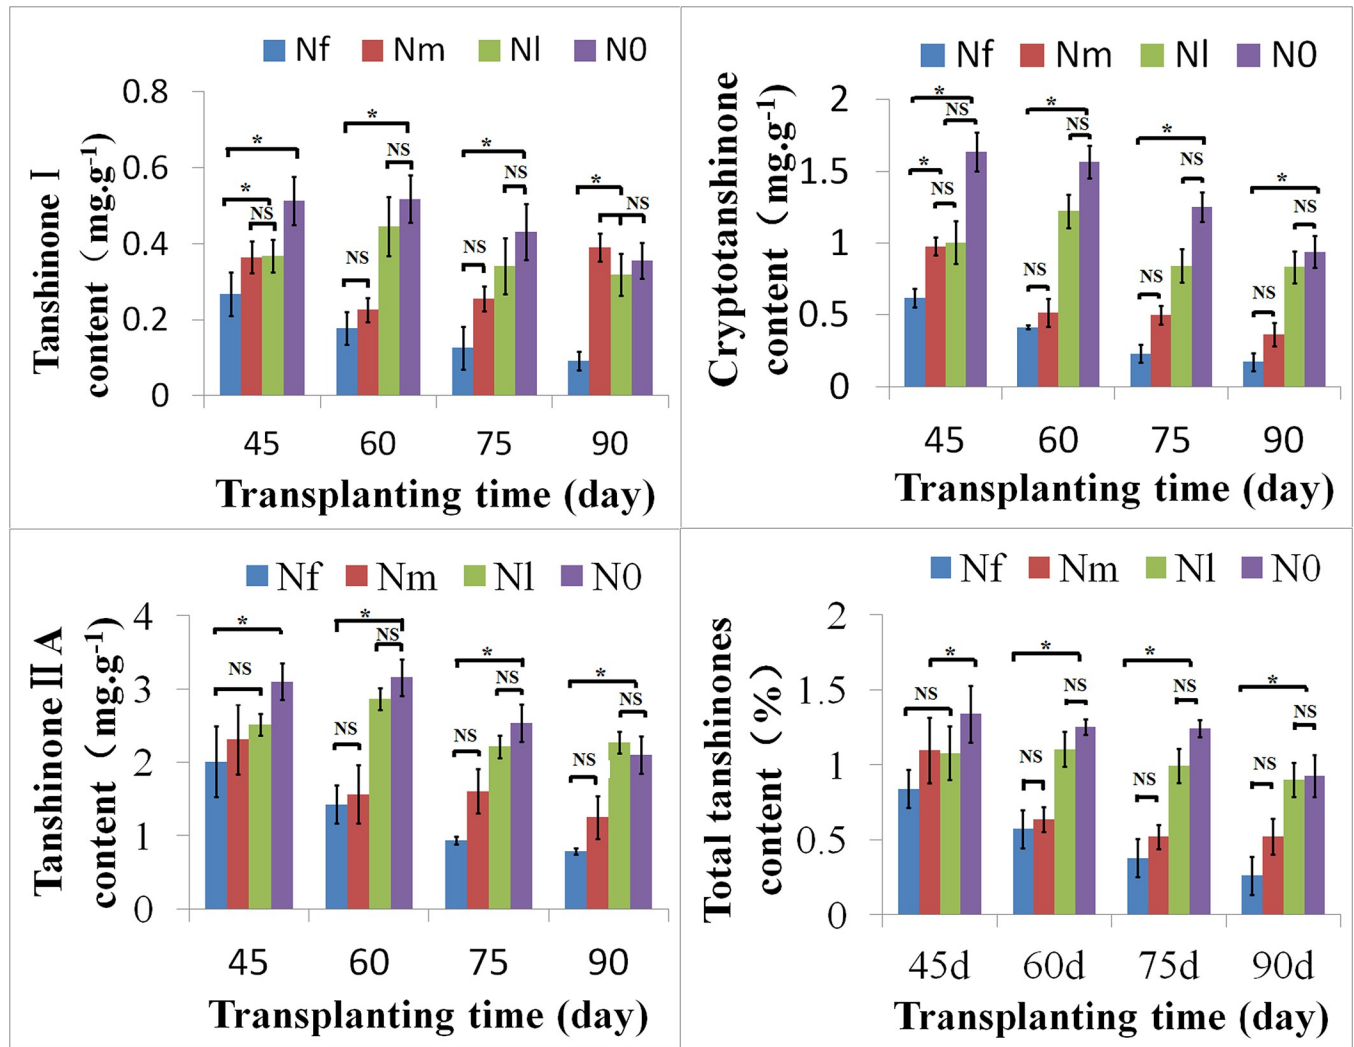 Nf Nm Nl N0
Tanshinone I
content（mg.g-1）
0.8
0.6
0.4
0.2
0
* * NS
* NS NS
* NS NS
* NS
45 60 75 90
Transplanting time (day)
Nf Nm Nl N0
Cryptotanshinone
content（mg.g-1）
2
1.5
1
0.5
0
* NS * NS
* NS NS
* NS NS
* NS NS
45 60 75 90
Transplanting time (day)
Nf Nm Nl N0
Tanshinone II A
content（mg.g-1）
4
3
2
1
0
* NS
* NS NS
* NS NS
* NS NS
45 60 75 90
Transplanting time (day)
Nf Nm Nl N0
Total tanshinones
content（%）
2
1.5
1
0.5
0
* NS
* NS NS
* NS NS
* NS NS
45d 60d 75d 90d
Transplanting time (day)